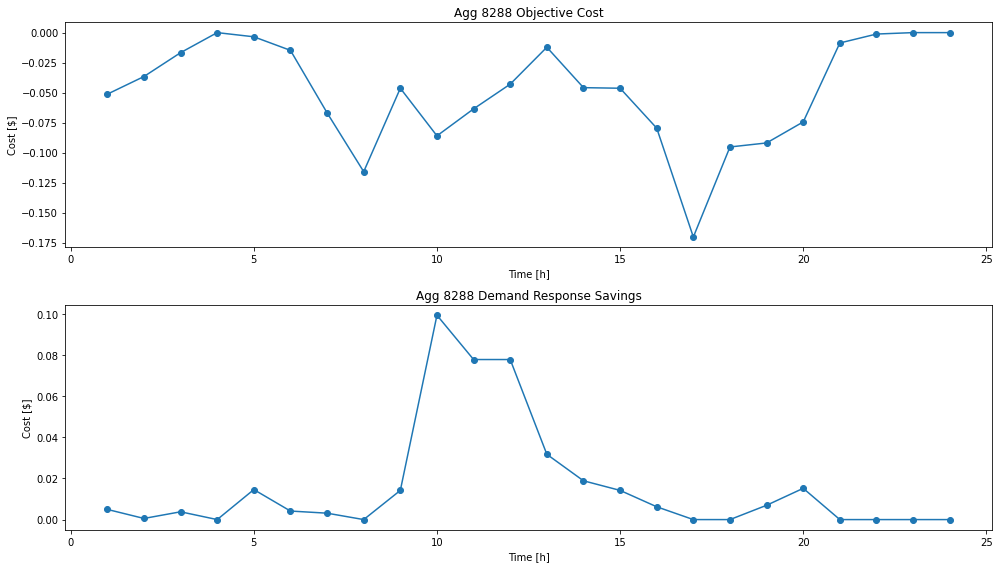 Agg 8288 Objective Cost
0.000
−0.025
−0.050
−0.075
−0.100
−0.125
−0.150
−0.175
Cost [$]
0 5 10 15 20 25
Time [h]
Agg 8288 Demand Response Savings
0.10
0.08
0.06
0.04
0.02
0.00
Cost [$]
0 5 10 15 20 25
Time [h]